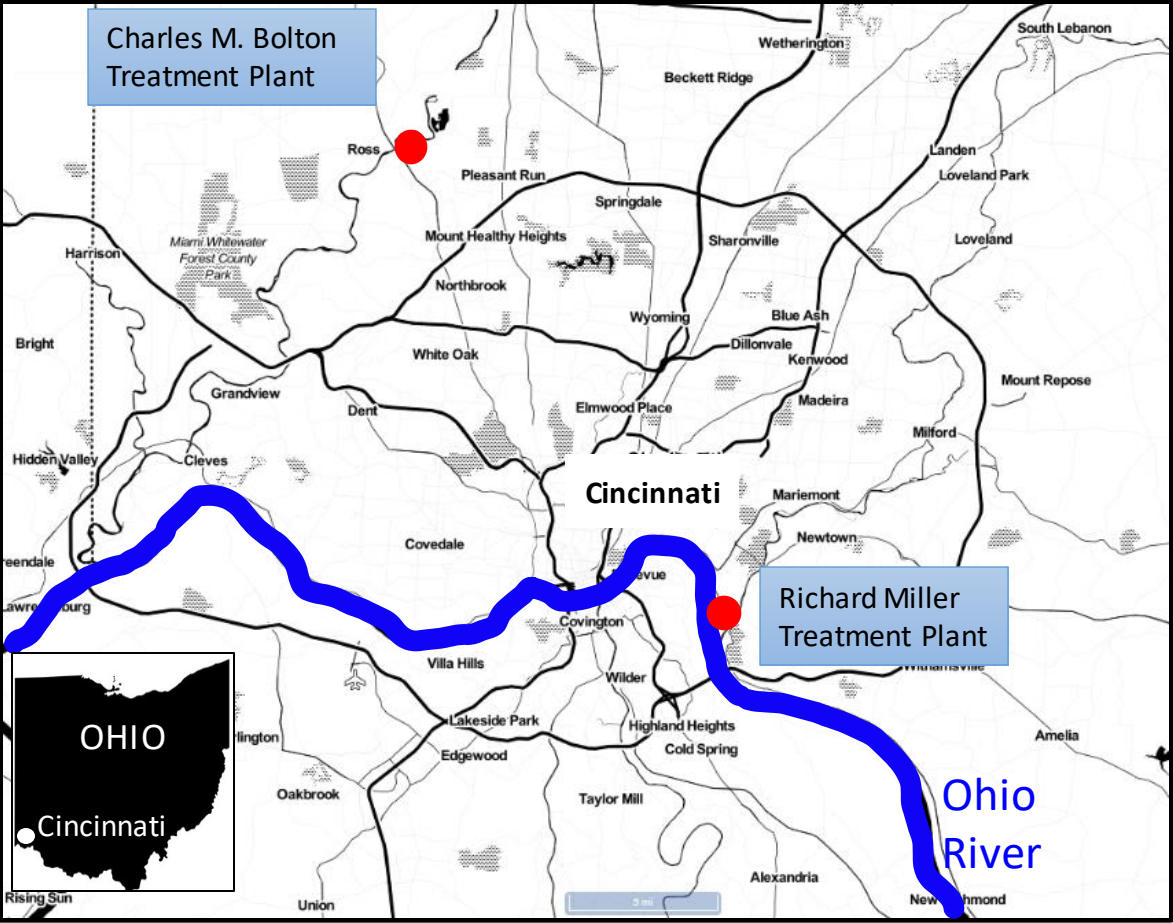 Charles M. Bolton
Treatment Plant
South Lebanon
Wetherington
Beckett Ridge
Ross
Landen
Pleasant Run
Loveland Park
Springdale
Mount Healthy Heights
Sharonville
Loveland
Miami Whitewater
Forest County
Park
Harrison
Northbrook
Wyoming
Blue Ash
Bright
Dillonvale
White Oak
Kenwood
Mount Repose
Grandview
Madeira
Dent
Elmwood Place
Milford
Hidden Valley
Cleves
Cincinnati
Mariemont
Newtown
Covedale
Richard Miller
Treatment Plant
Covington
Villa Hills
Wilder
Lakeside Park
Highland Heights
Cold Spring
Edgewood
Amelia
OHIO
Oakbrook
Taylor Mill
Ohio
River
Cincinnati
Alexandria
5 mi
Rising Sun
Union